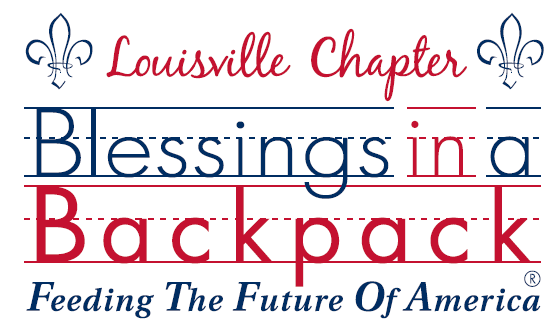 Louisville Chapter
Blessings in a
Backpack
®
Feeding The Future Of America